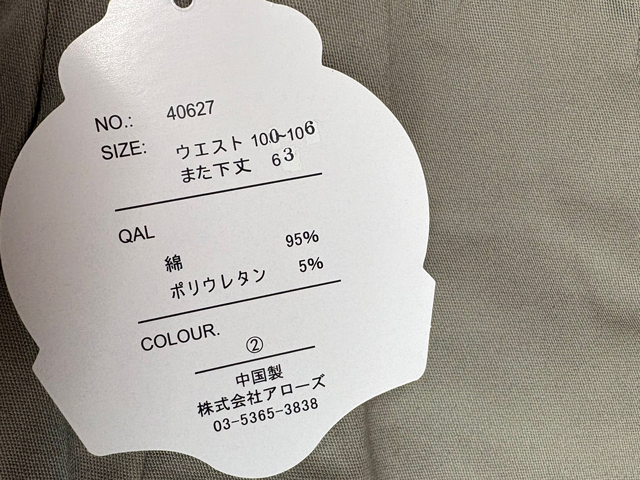 NO.: 40627
SIZE: ウエスト 100~106
また下丈 63
QAL
綿 95%
ポリウレタン 5%
COLOUR.
②
中国製
株式会社アローズ
03-5365-3838